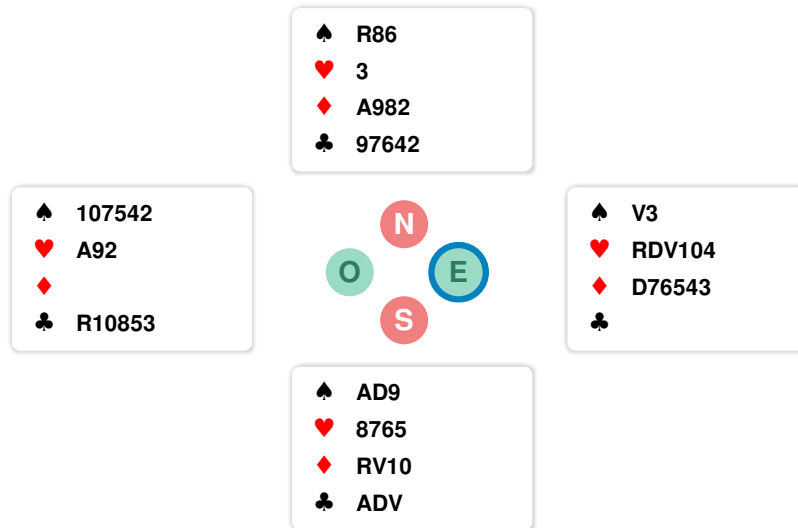 ♠ R86
♥ 3
♦ A982
♣ 97642
♠ 107542
♥ A92
♦
♣ R10853
N
O E
S
♠ V3
♥ RDV104
♦ D76543
♣
♠ AD9
♥ 8765
♦ RV10
♣ ADV